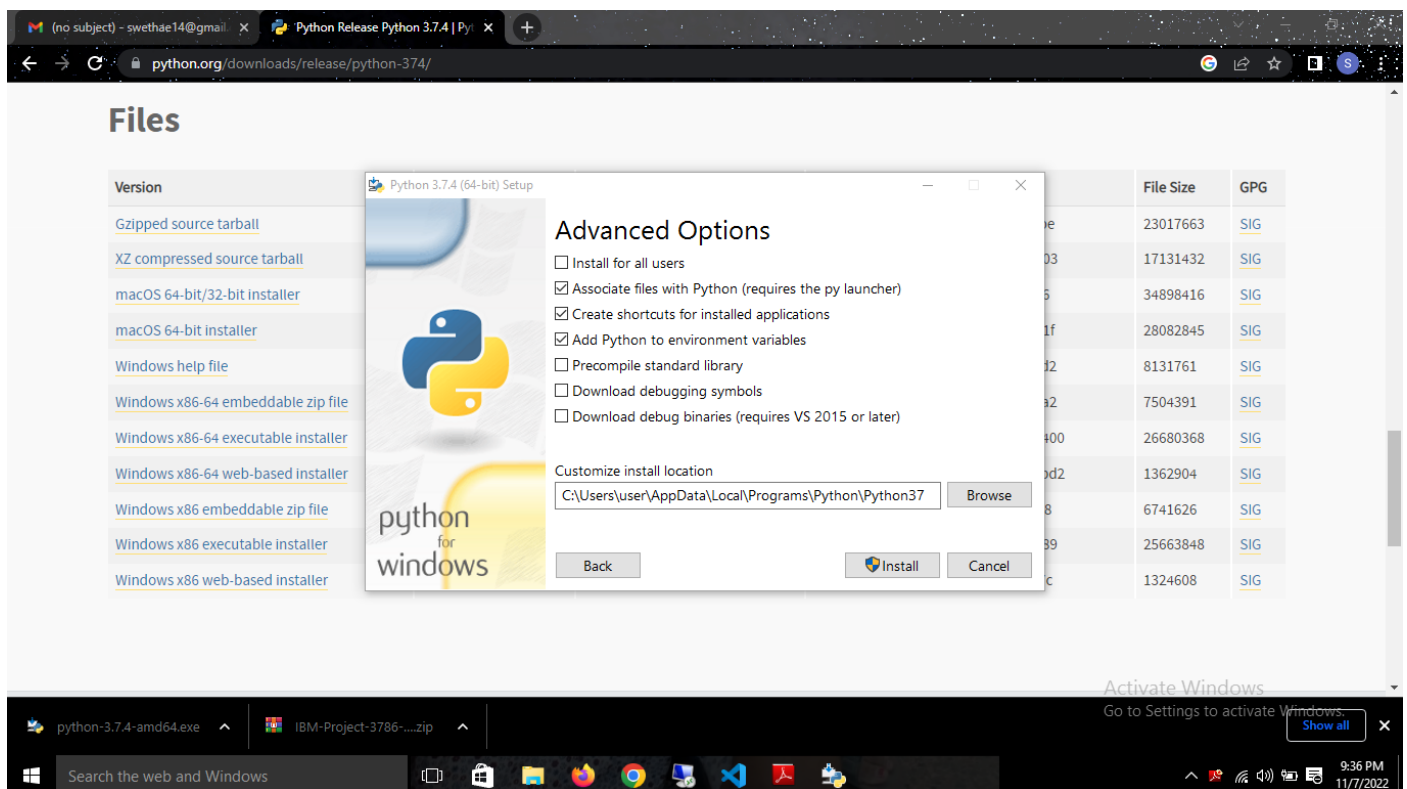 (no subject) - swethae14@gmail.
Python Release Python 3.7.4 | Pyt
python.org/downloads/release/python-374/
S
Files
Version
File Size
GPG
Gzipped source tarball
23017663
SIG
XZ compressed source tarball
03
17131432
SIG
macOS 64-bit/32-bit installer
34898416
SIG
macOS 64-bit installer
1f
28082845
SIG
Windows help file
8131761
SIG
Windows x86-64 embeddable zip file
a2
7504391
SIG
Windows x86-64 executable installer
400
26680368
SIG
Windows x86-64 web-based installer
1362904
SIG
Windows x86 embeddable zip file
8
6741626
SIG
Windows x86 executable installer
25663848
SIG
Windows x86 web-based installer
1324608
SIG
Python 3.7.4 (64-bit) Setup
Advanced Options
Install for all users
Associate files with Python (requires the py launcher)
Create shortcuts for installed applications
Add Python to environment variables
Precompile standard library
Download debugging symbols
Download debug binaries (requires VS 2015 or later)
Customize install location
C:\Users\user\AppData\Local\Programs\Python\Python37
Browse
python
for
windows
Back
Install
Cancel
Activate Windows
Go to Settings to activate Windows.
python-3.7.4-amd64.exe
IBM-Project-3786-....zip
Show all
Search the web and Windows
9:36 PM
11/7/2022